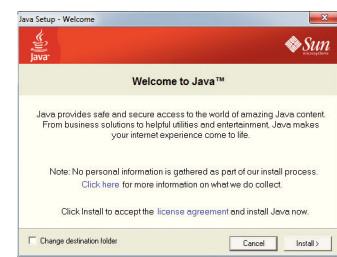 Java Setup - Welcome
Java
Sun
microsystems
Welcome to Java™
Java provides safe and secure access to the world of amazing Java content.
From business solutions to helpful utilities and entertainment, Java makes
your internet experience come to life.
Note: No personal information is gathered as part of our install process.
Click here for more information on what we do collect.
Click Install to accept the license agreement and install Java now.
Change destination folder
Cancel
Install >